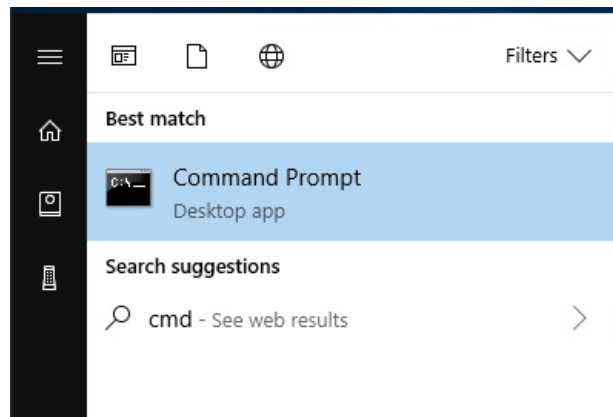 Filters
Best match
C:\_
Command Prompt
Desktop app
Search suggestions
cmd - See web results